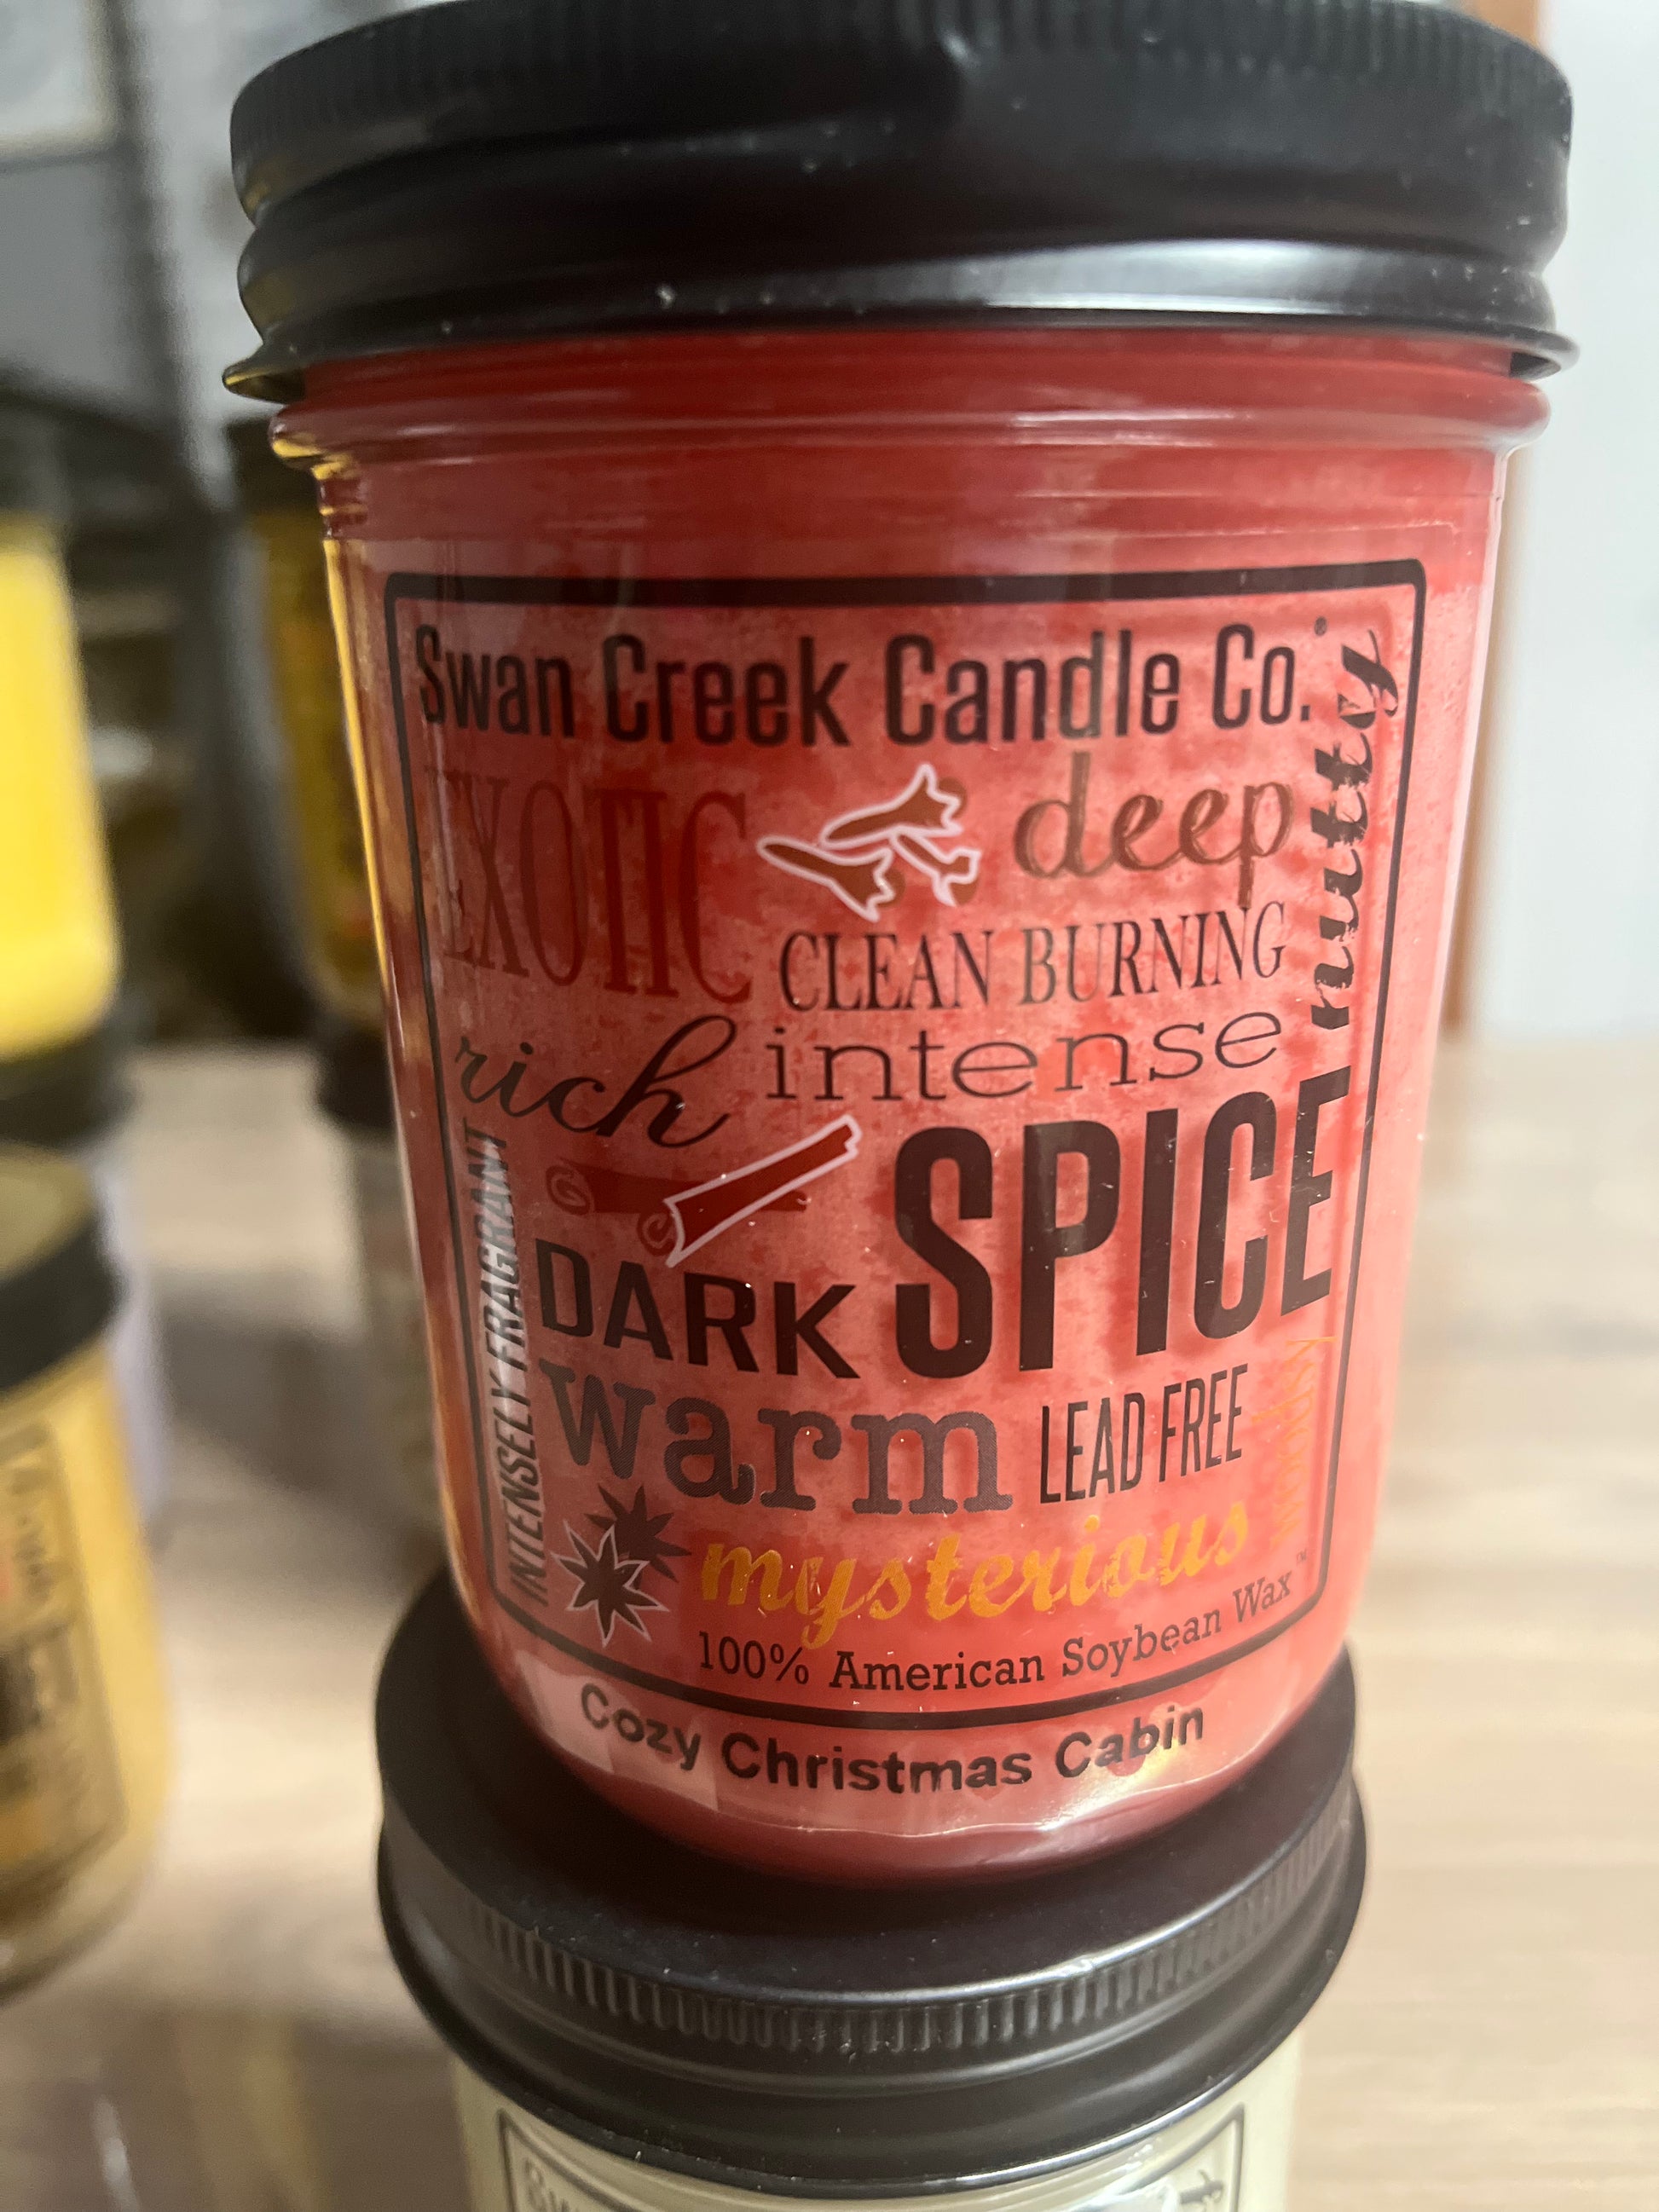 Swan Creek Candle Co.®
EXOTIC
deep
nutty
CLEAN BURNING
rich
intense
INTENSELY FRAGRANT
DARK
SPICE
warm
LEAD FREE
woodsy
mysterious
100% American Soybean Wax™
Cozy Christmas Cabin